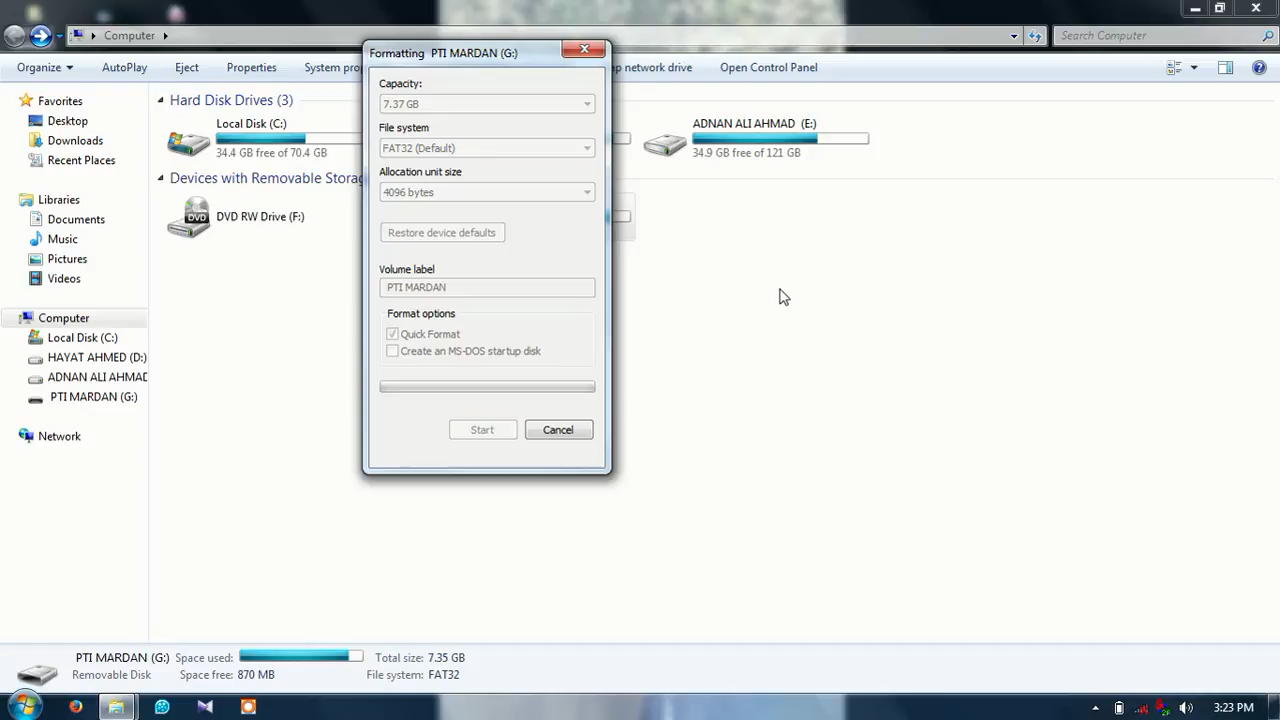 Computer
Search Computer
Organize
AutoPlay
Eject
Properties
System prop
ap network drive
Open Control Panel
Favorites
Desktop
Downloads
Recent Places
Libraries
Documents
Music
Pictures
Videos
Computer
Local Disk (C:)
HAYAT AHMED (D:)
ADNAN ALI AHMAD
PTI MARDAN (G:)
Network
Hard Disk Drives (3)
Local Disk (C:)
34.4 GB free of 70.4 GB
ADNAN ALI AHMAD (E:)
34.9 GB free of 121 GB
Devices with Removable Storag
DVD
DVD RW Drive (F:)
Formatting PTI MARDAN (G:)
Capacity:
7.37 GB
File system
FAT32 (Default)
Allocation unit size
4096 bytes
Restore device defaults
Volume label
PTI MARDAN
Format options
Quick Format
Create an MS-DOS startup disk
Start
Cancel
PTI MARDAN (G:) Space used: Total size: 7.35 GB
Removable Disk Space free: 870 MB File system: FAT32
3:23 PM